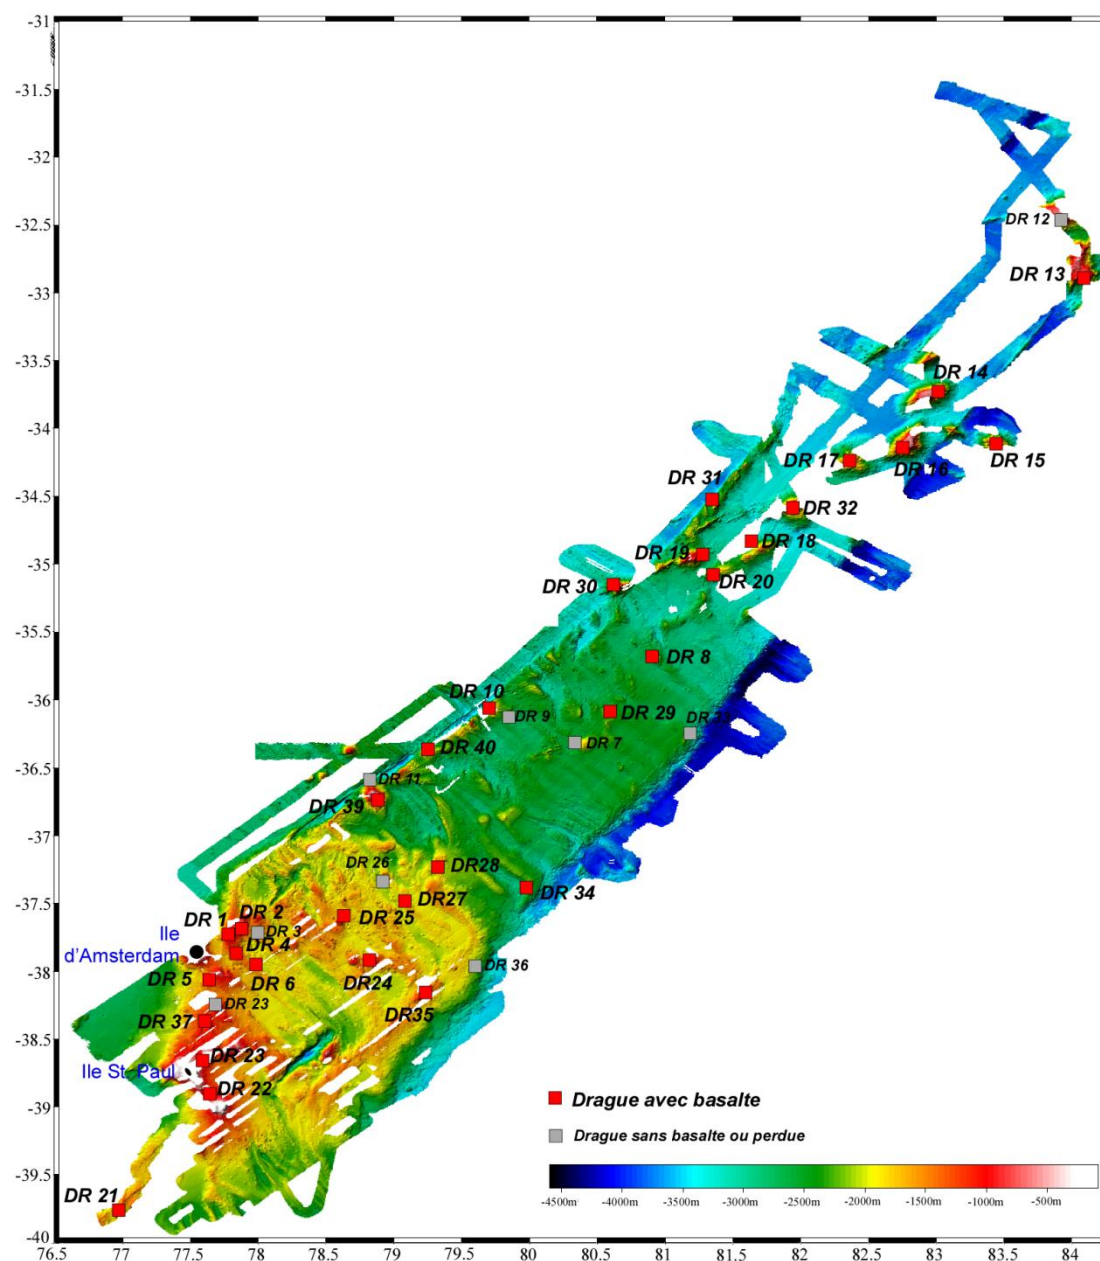 -31
-31.5
-32
-32.5
-33
-33.5
-34
-34.5
-35
-35.5
-36
-36.5
-37
-37.5
-38
-38.5
-39
-39.5
-40
DR 12
DR 13
DR 14
DR 17
DR 16
DR 15
DR 31
DR 32
DR 19
DR 18
DR 30
DR 20
DR 8
DR 10
DR 9
DR 29
DR 33
DR 7
DR 40
DR 11
DR 39
DR 26
DR28
DR27
DR 34
DR 1
DR 2
DR 25
DR 3
Ile
d'Amsterdam
DR 4
DR 5
DR 6
DR24
DR 36
DR 23
DR35
DR 37
DR 23
Ile St. Paul
DR 22
DR 21
Drague avec basalte
Drague sans basalte ou perdue
-4500m -4000m -3500m -3000m -2500m -2000m -1500m -1000m -500m
76.5 77 77.5 78 78.5 79 79.5 80 80.5 81 81.5 82 82.5 83 83.5 84